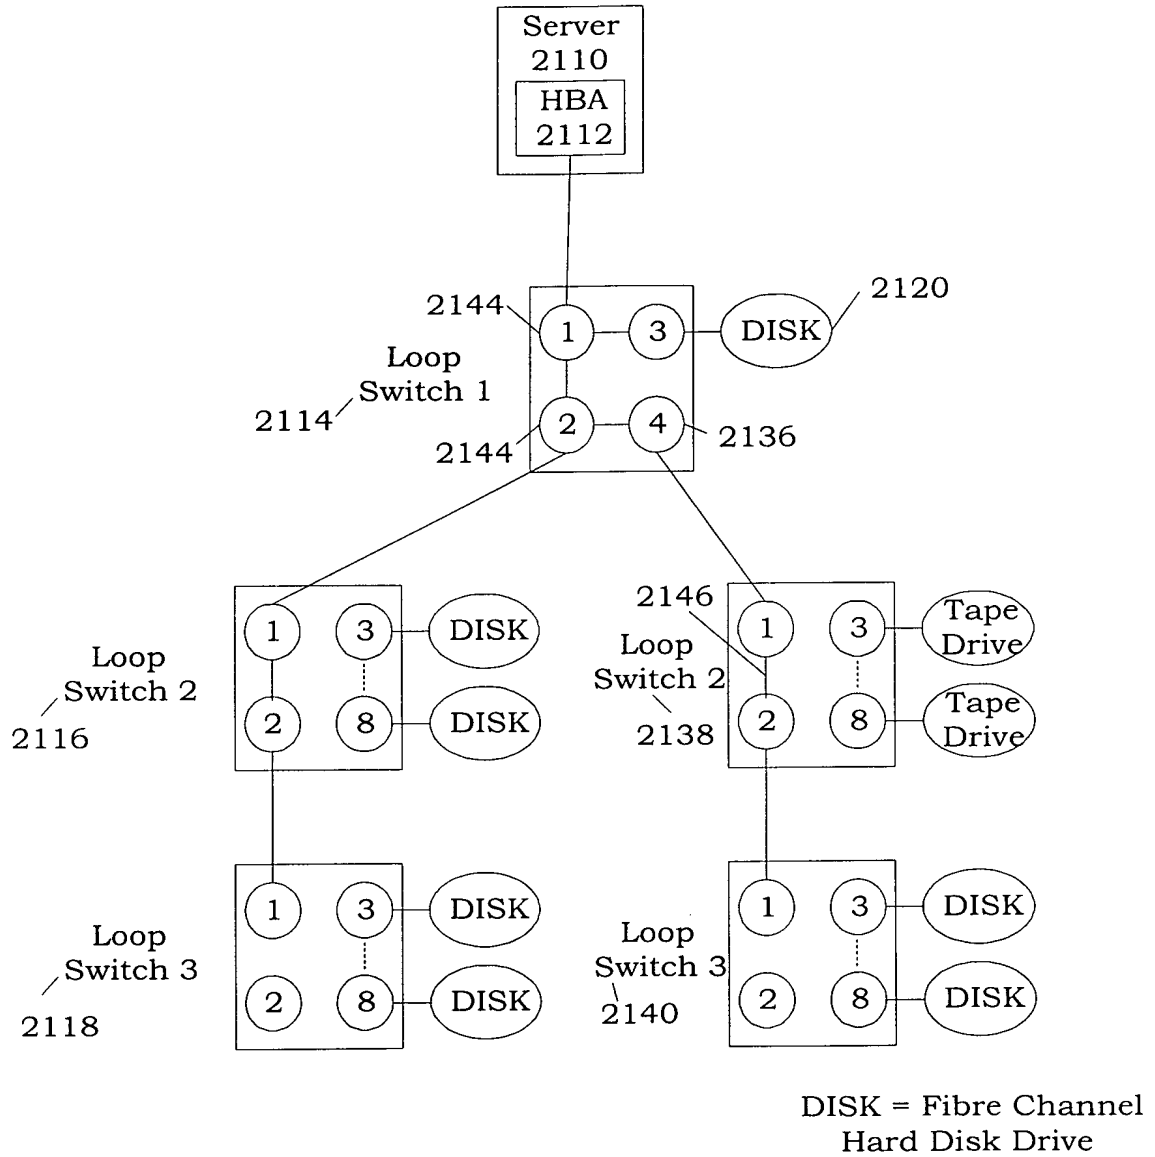 Server
2110
HBA
2112
2144
1
3
DISK
2120
Loop
Switch 1
2114
2
4
2144
2136
1
3
DISK
Loop
Switch 2
2116
2
8
DISK
2146
1
3
Tape
Drive
Loop
Switch 2
2138
2
8
Tape
Drive
1
3
DISK
Loop
Switch 3
2118
2
8
DISK
1
3
DISK
Loop
Switch 3
2140
2
8
DISK
DISK = Fibre Channel
Hard Disk Drive